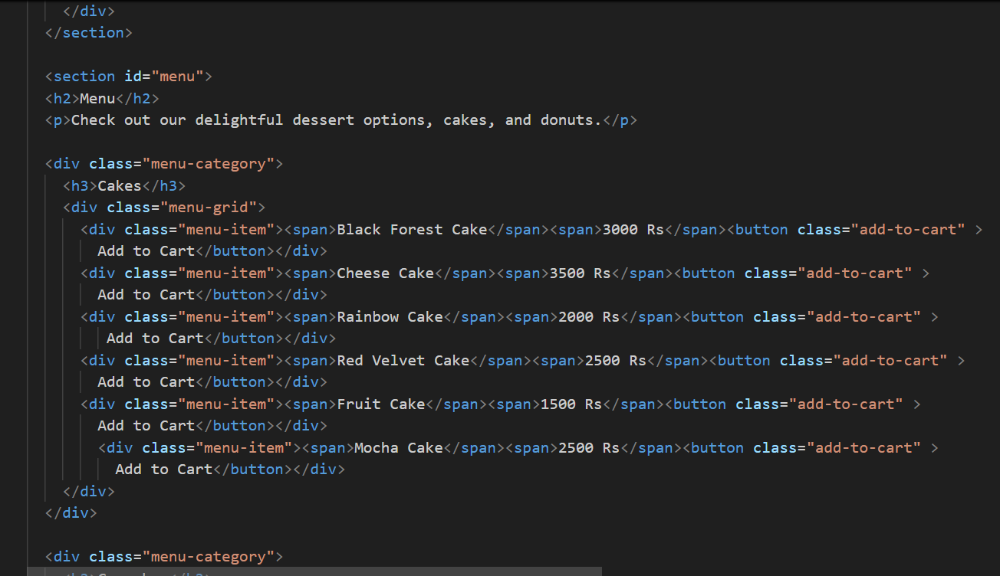 </div>
</section>
<section id="menu">
<h2>Menu</h2>
<p>Check out our delightful dessert options, cakes, and donuts.</p>
<div class="menu-category">
<h3>Cakes</h3>
<div class="menu-grid">
<div class="menu-item"><span>Black Forest Cake</span><span>3000 Rs</span><button class="add-to-cart" >
Add to Cart</button></div>
<div class="menu-item"><span>Cheese Cake</span><span>3500 Rs</span><button class="add-to-cart" >
Add to Cart</button></div>
<div class="menu-item"><span>Rainbow Cake</span><span>2000 Rs</span><button class="add-to-cart" >
Add to Cart</button></div>
<div class="menu-item"><span>Red Velvet Cake</span><span>2500 Rs</span><button class="add-to-cart" >
Add to Cart</button></div>
<div class="menu-item"><span>Fruit Cake</span><span>1500 Rs</span><button class="add-to-cart" >
Add to Cart</button></div>
<div class="menu-item"><span>Mocha Cake</span><span>2500 Rs</span><button class="add-to-cart" >
Add to Cart</button></div>
</div>
</div>
<div class="menu-category">